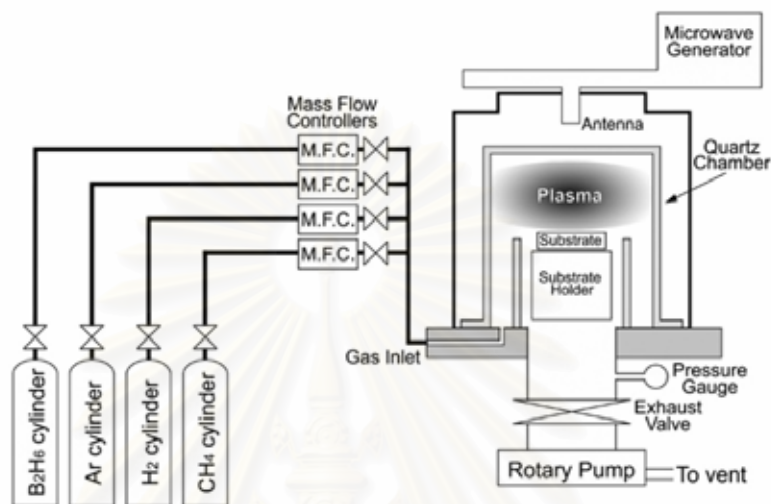 Microwave
Generator
Mass Flow
Controllers
Antenna
Quartz
Chamber
M.F.C.
M.F.C.
M.F.C.
M.F.C.
Plasma
Substrate
Substrate
Holder
Gas Inlet
Pressure
Gauge
Exhaust
Valve
B2H6 cylinder
Ar cylinder
H2 cylinder
CH4 cylinder
Rotary Pump
To vent